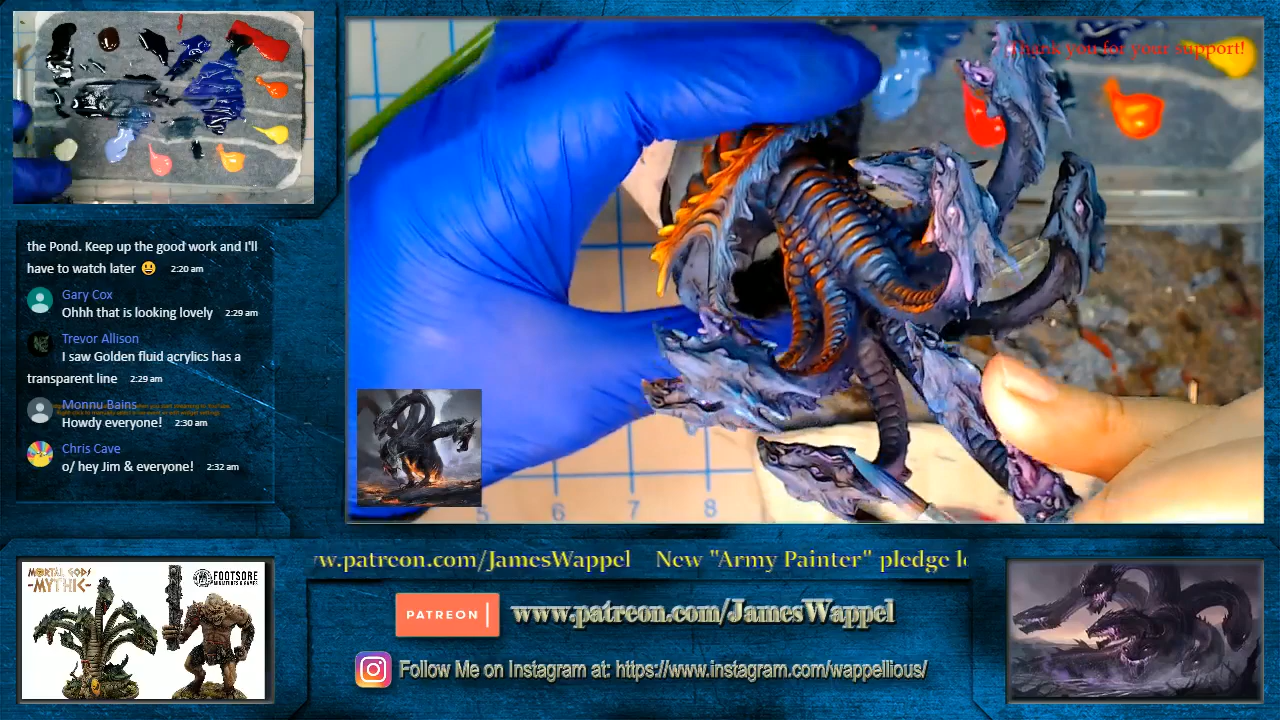 Thank you for your support!
the Pond. Keep up the good work and I'll
have to watch later 😃 2:20 am
Gary Cox
Ohhh that is looking lovely 2:29 am
Trevor Allison
I saw Golden fluid acrylics has a
transparent line 2:29 am
Monnu Bains
Howdy everyone! 2:30 am
Chris Cave
o/ hey Jim & everyone! 2:32 am
5 6 7 8
MORTAL GODS
-MYTHIC-
FOOTSORE
w.patreon.com/JamesWappel New "Army Painter" pledge le
PATREON www.patreon.com/JamesWappel
Follow Me on Instagram at: https://www.instagram.com/wappellious/